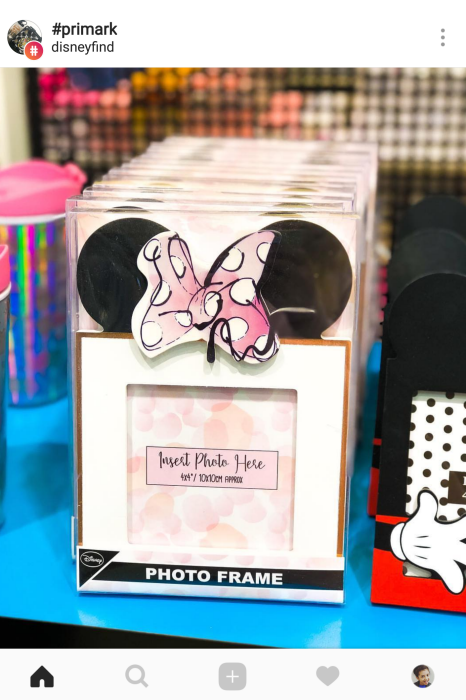 #primark
disneyfind
Insert Photo Here
4x4"/ 10x10cm APPROX
Disney
PHOTO FRAME